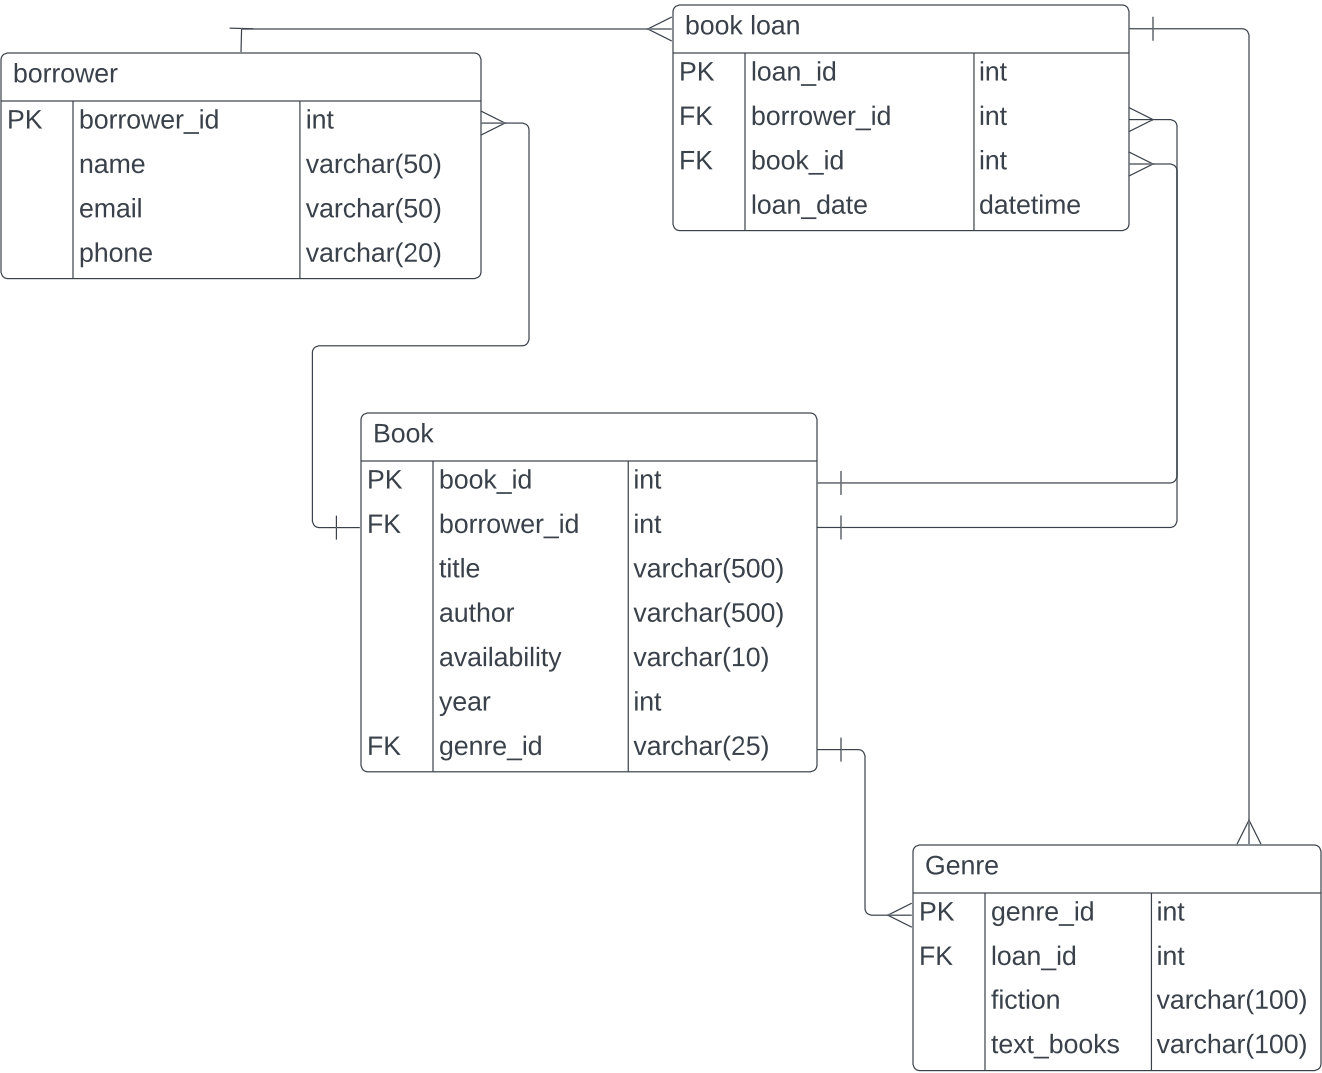 borrower
PK borrower_id int
name varchar(50)
email varchar(50)
phone varchar(20)
book loan
PK loan_id int
FK borrower_id int
FK book_id int
loan_date datetime
Book
PK book_id int
FK borrower_id int
title varchar(500)
author varchar(500)
availability varchar(10)
year int
FK genre_id varchar(25)
Genre
PK genre_id int
FK loan_id int
fiction varchar(100)
text_books varchar(100)